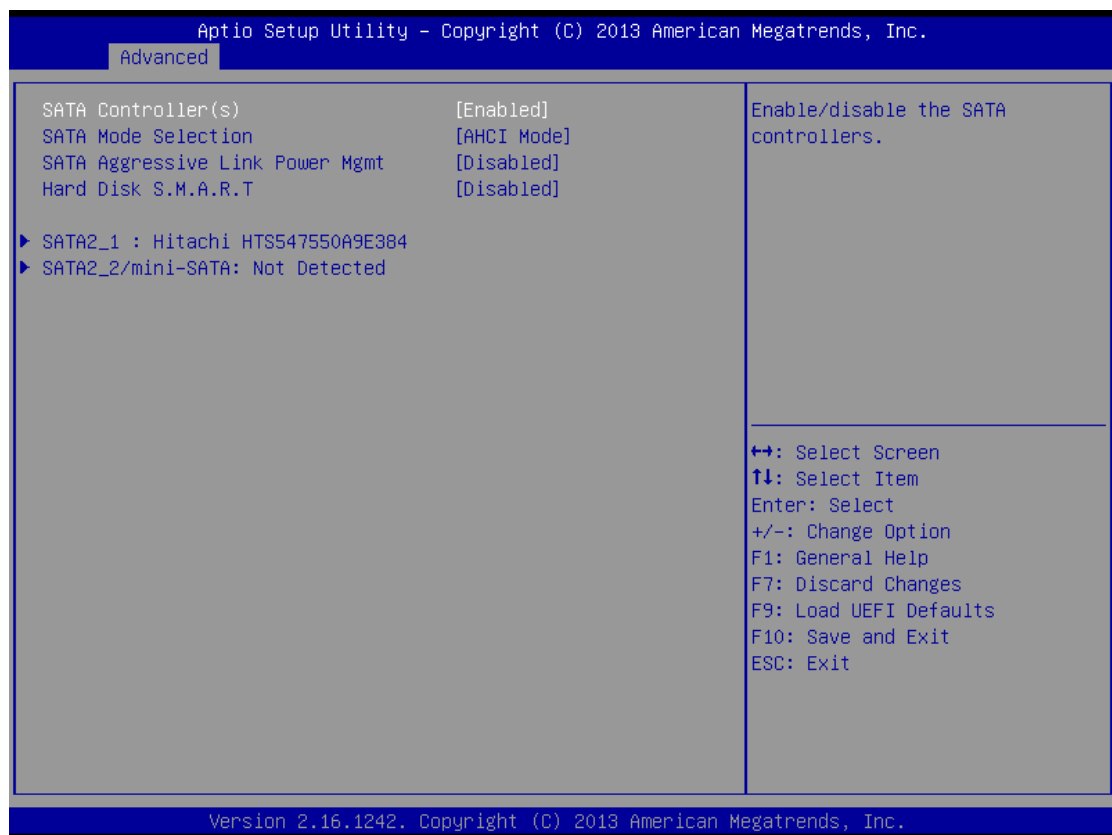 Aptio Setup Utility – Copyright (C) 2013 American Megatrends, Inc.
Advanced
SATA Controller(s) [Enabled]
SATA Mode Selection [AHCI Mode]
SATA Aggressive Link Power Mgmt [Disabled]
Hard Disk S.M.A.R.T [Disabled]
SATA2_1 : Hitachi HTS547550A9E384
SATA2_2/mini-SATA: Not Detected
Enable/disable the SATA
controllers.
↔: Select Screen
↑↓: Select Item
Enter: Select
+/-: Change Option
F1: General Help
F7: Discard Changes
F9: Load UEFI Defaults
F10: Save and Exit
ESC: Exit
Version 2.16.1242. Copyright (C) 2013 American Megatrends, Inc.